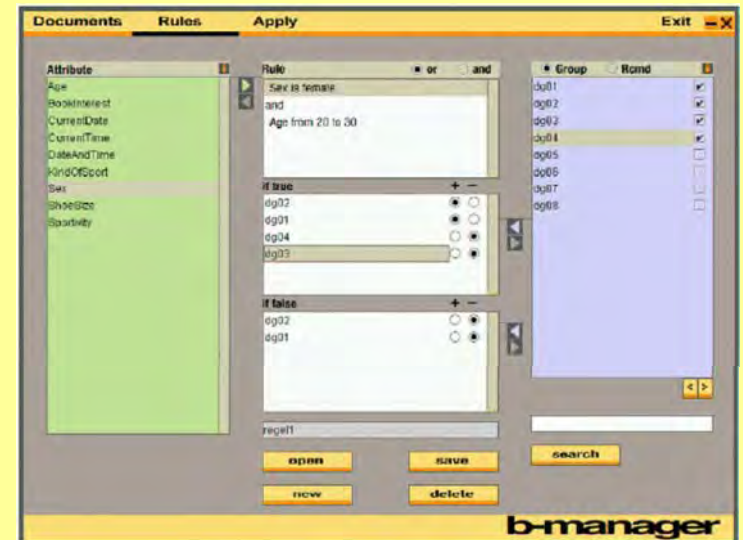 Documents Rules Apply Exit
Attribute
Age
BookInterest
CurrentDate
CurrentTime
DateAndTime
KindOfSport
Sex
ShoeSize
Sportivity
Rule or and
Sex is female
and
Age from 20 to 30
if true + −
dg02
dg01
dg04
dg03
if false + −
dg02
dg01
regel1
open save
new delete
Group Rcmd
dg01
dg02
dg03
dg04
dg05
dg06
dg07
dg08
< >
search
b-manager